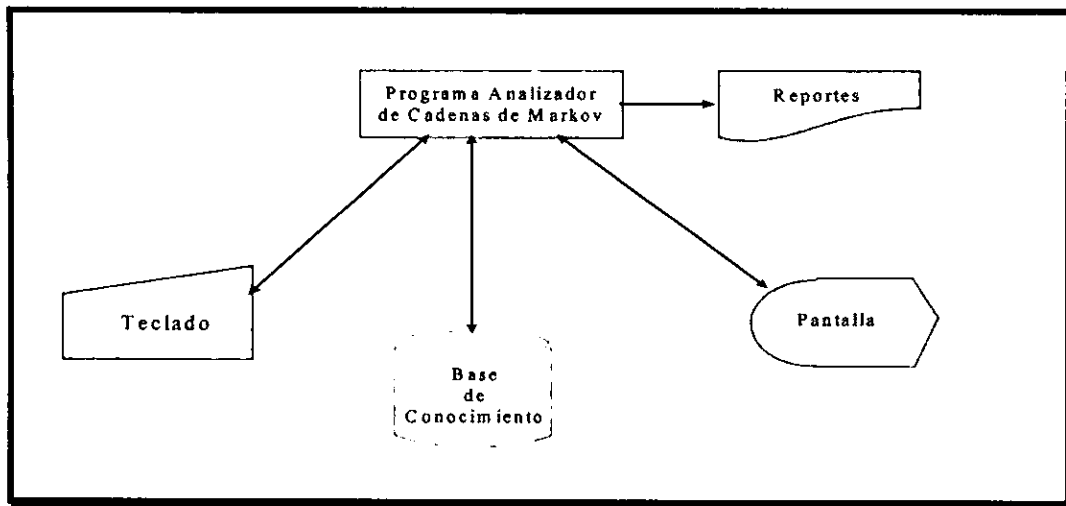 Programa Analizador
de Cadenas de Markov
Reportes
Teclado
Base
de
Conocimiento
Pantalla